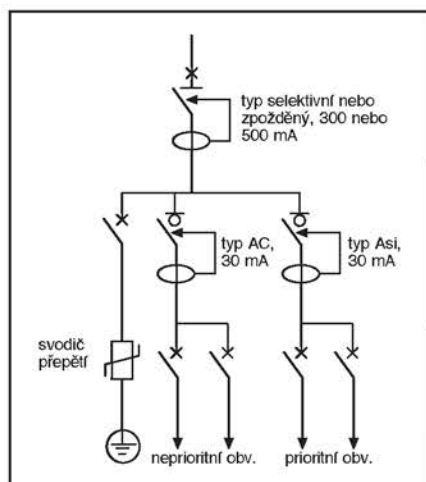 typ selektivní nebo
zpožděný, 300 nebo
500 mA
typ AC,
30 mA
typ Asi,
30 mA
svodič
přepětí
neprioritní obv.
prioritní obv.